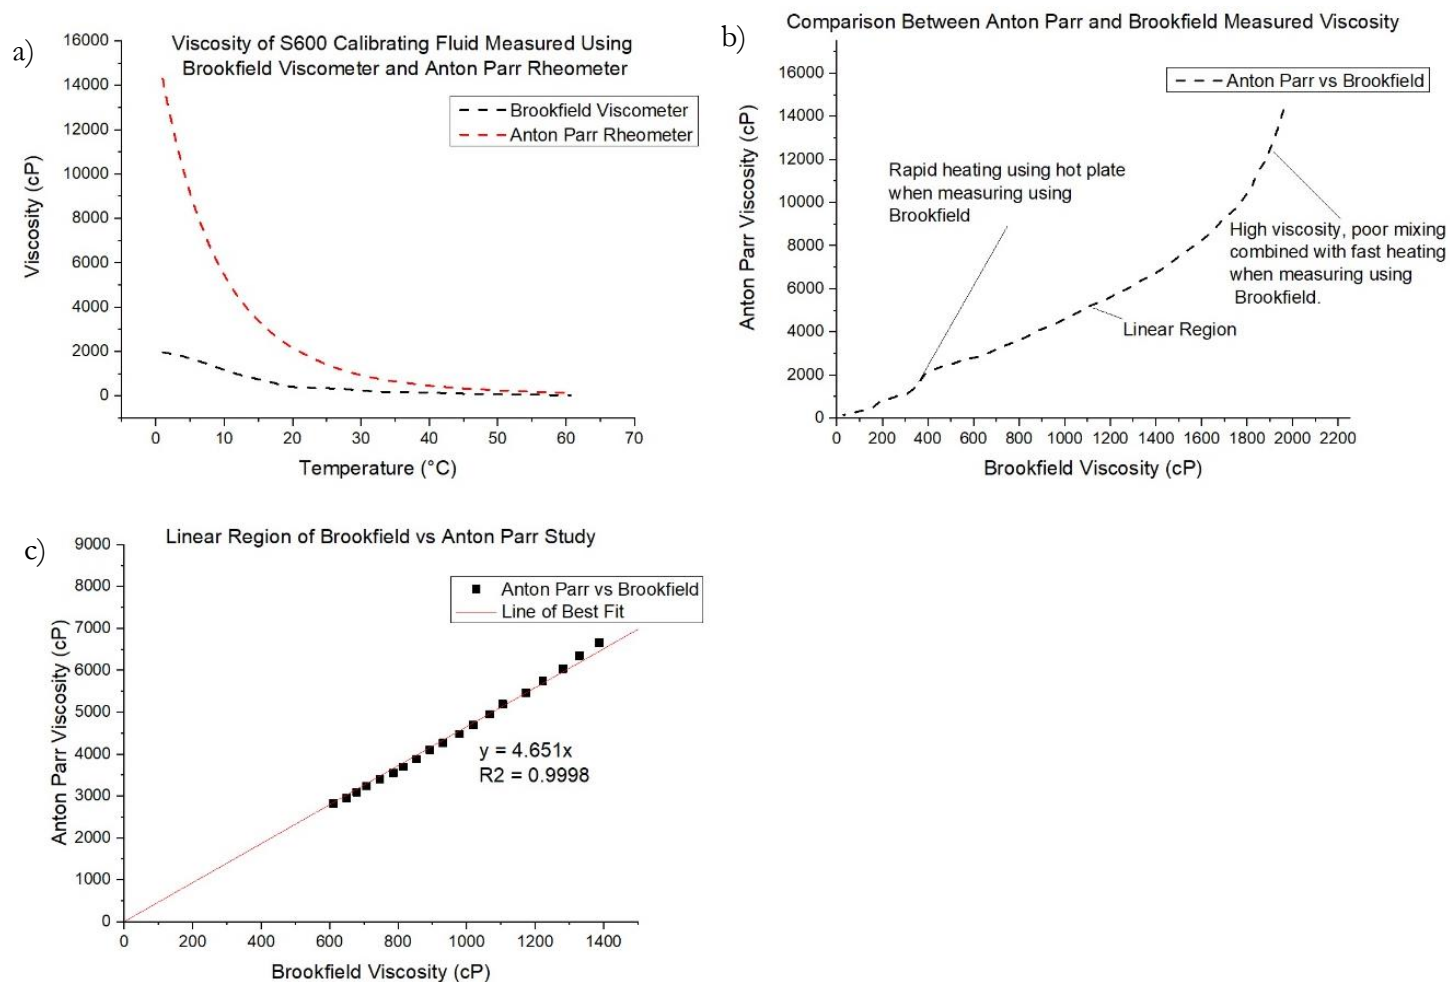 a)
Viscosity of S600 Calibrating Fluid Measured Using
Brookfield Viscometer and Anton Parr Rheometer
Brookfield Viscometer
Anton Parr Rheometer
Viscosity (cP)
16000
14000
12000
10000
8000
6000
4000
2000
0
0 10 20 30 40 50 60 70
Temperature (°C)
b)
Comparison Between Anton Parr and Brookfield Measured Viscosity
Anton Parr vs Brookfield
Anton Parr Viscosity (cP)
16000
14000
12000
10000
8000
6000
4000
2000
0
Rapid heating using hot plate
when measuring using
Brookfield
High viscosity, poor mixing
combined with fast heating
when measuring using
Brookfield.
Linear Region
0 200 400 600 800 1000 1200 1400 1600 1800 2000 2200
Brookfield Viscosity (cP)
c)
Linear Region of Brookfield vs Anton Parr Study
Anton Parr vs Brookfield
Line of Best Fit
Anton Parr Viscosity (cP)
9000
8000
7000
6000
5000
4000
3000
2000
1000
0
y = 4.651x
R2 = 0.9998
0 200 400 600 800 1000 1200 1400
Brookfield Viscosity (cP)